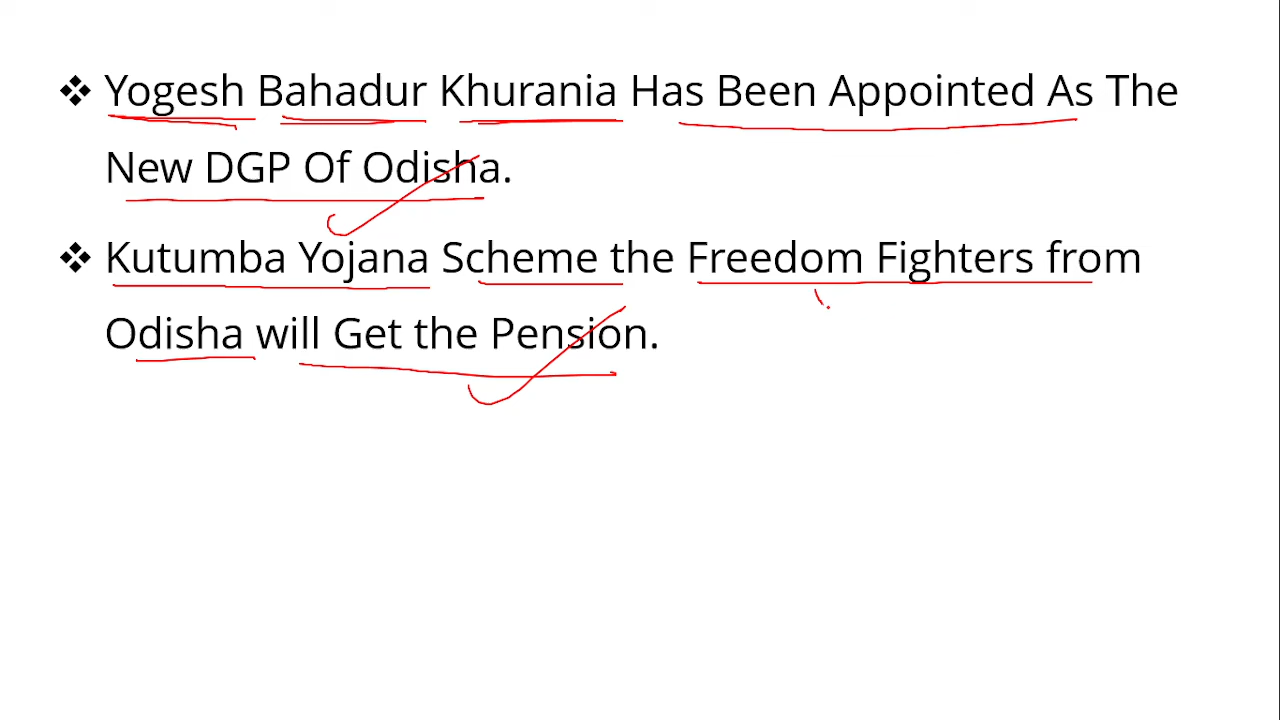 ❖ Yogesh Bahadur Khurania Has Been Appointed As The
New DGP Of Odisha.
❖ Kutumba Yojana Scheme the Freedom Fighters from
Odisha will Get the Pension.